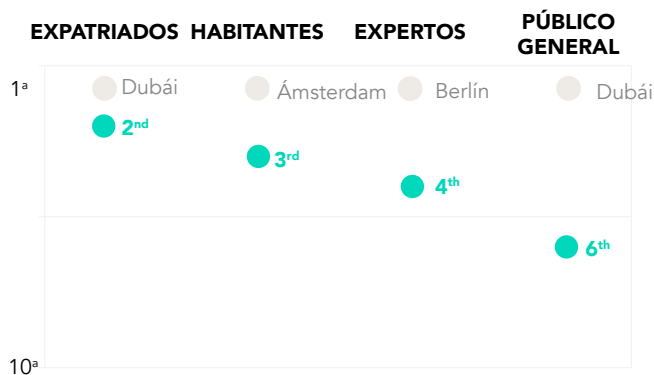 EXPATRIADOS HABITANTES EXPERTOS PÚBLICO
GENERAL
1ª Dubái Ámsterdam Berlín Dubái
2nd
3rd
4th
6th
10ª